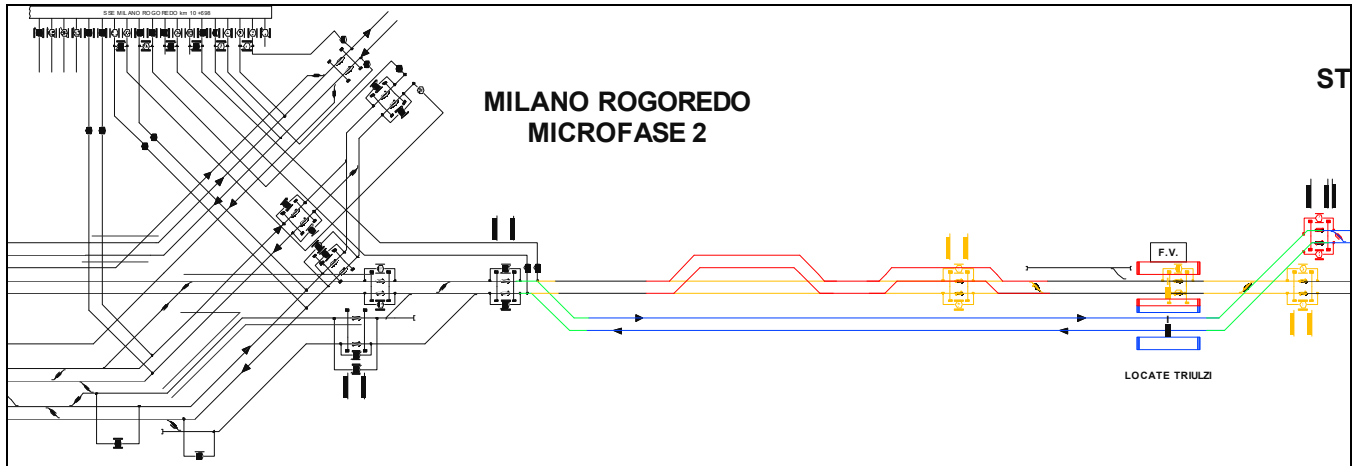 SSE MILANO ROGOREDO km 10 +698
MILANO ROGOREDO
MICROFASE 2
ST
F.V.
LOCATE TRIULZI